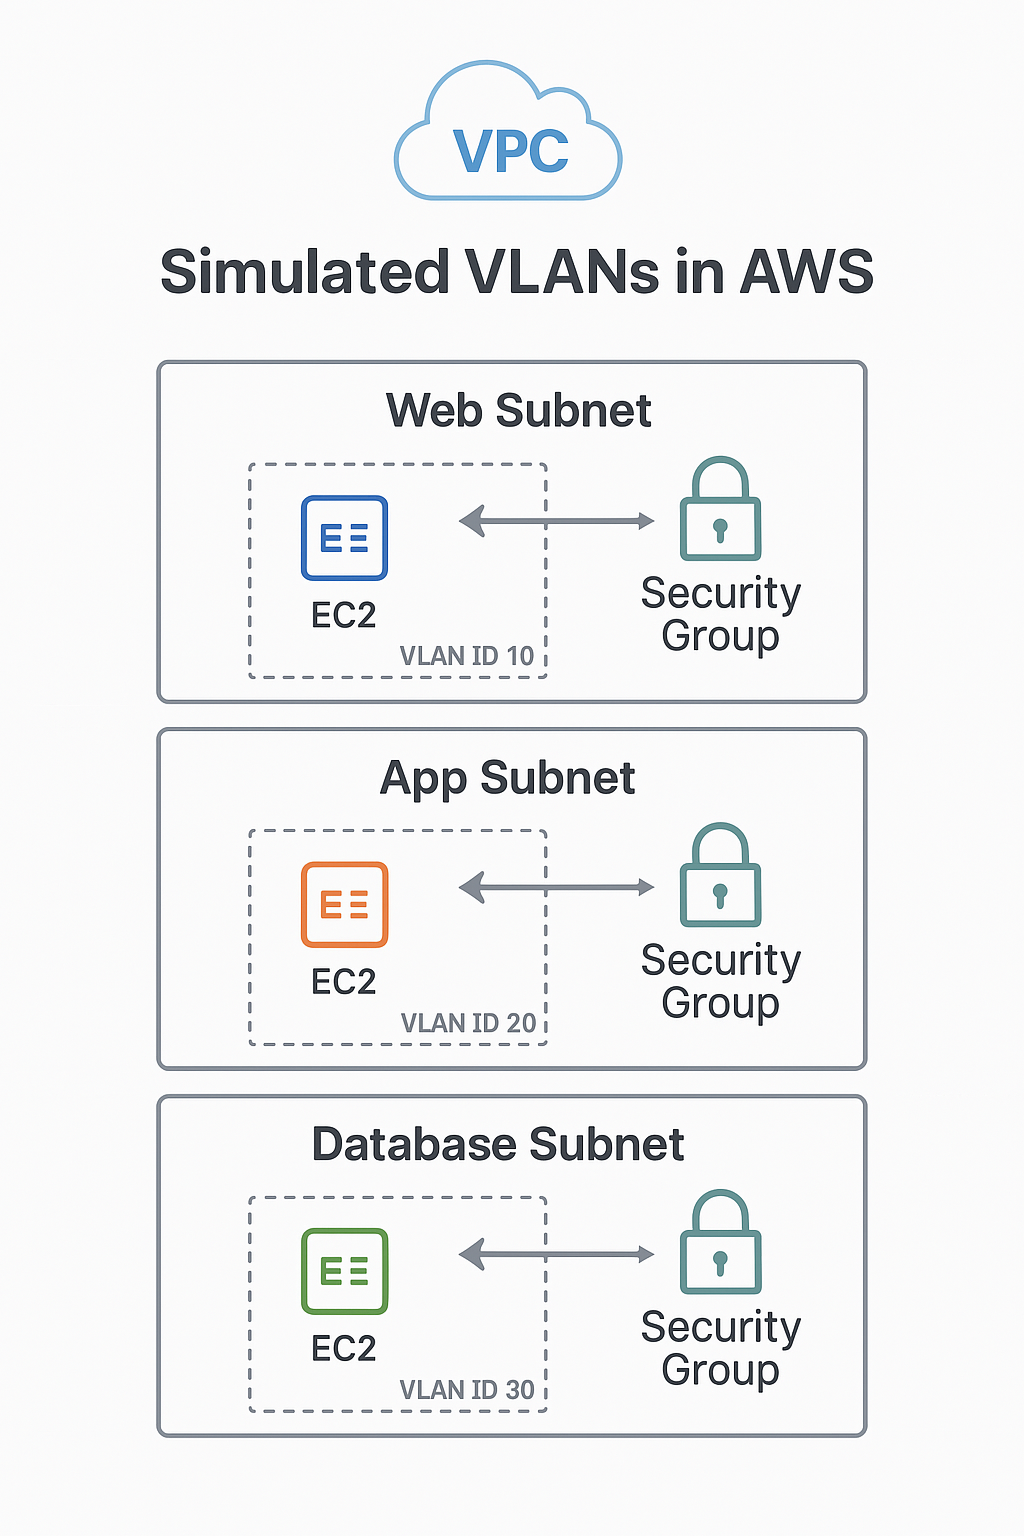 VPC
Simulated VLANs in AWS
Web Subnet
EC2
VLAN ID 10
Security
Group
App Subnet
EC2
VLAN ID 20
Security
Group
Database Subnet
EC2
VLAN ID 30
Security
Group